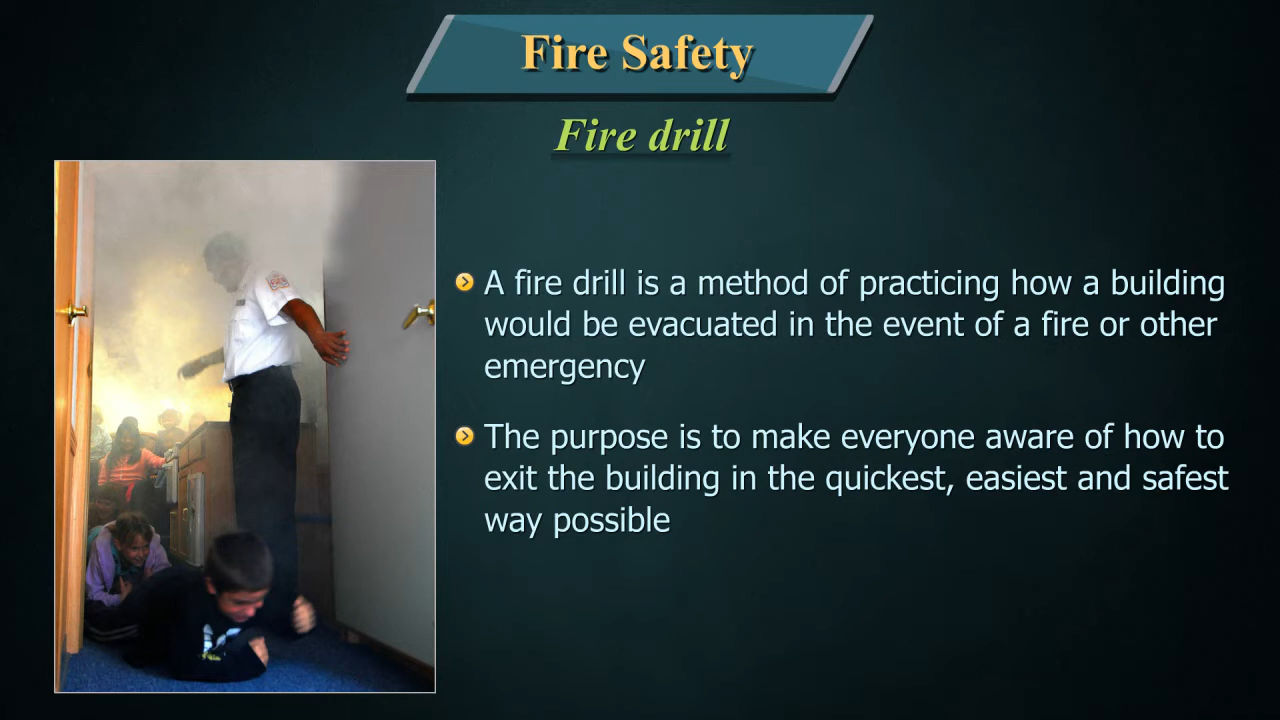 Fire Safety
Fire drill
A fire drill is a method of practicing how a building
would be evacuated in the event of a fire or other
emergency
The purpose is to make everyone aware of how to
exit the building in the quickest, easiest and safest
way possible